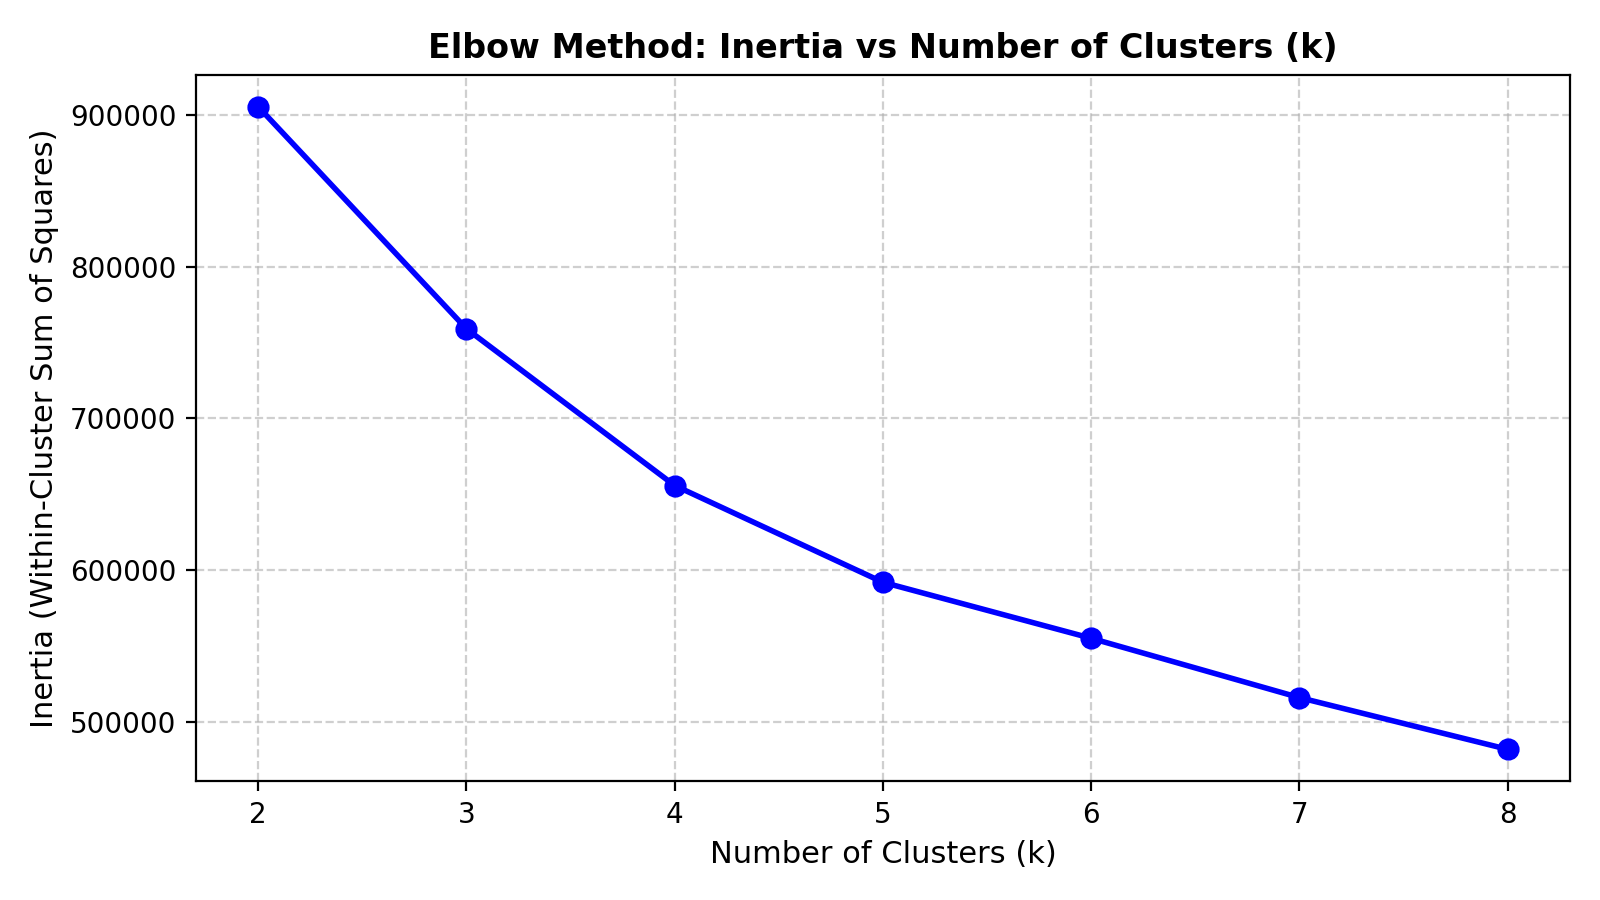 Elbow Method: Inertia vs Number of Clusters (k)
Inertia (Within-Cluster Sum of Squares)
900000
800000
700000
600000
500000
2 3 4 5 6 7 8
Number of Clusters (k)